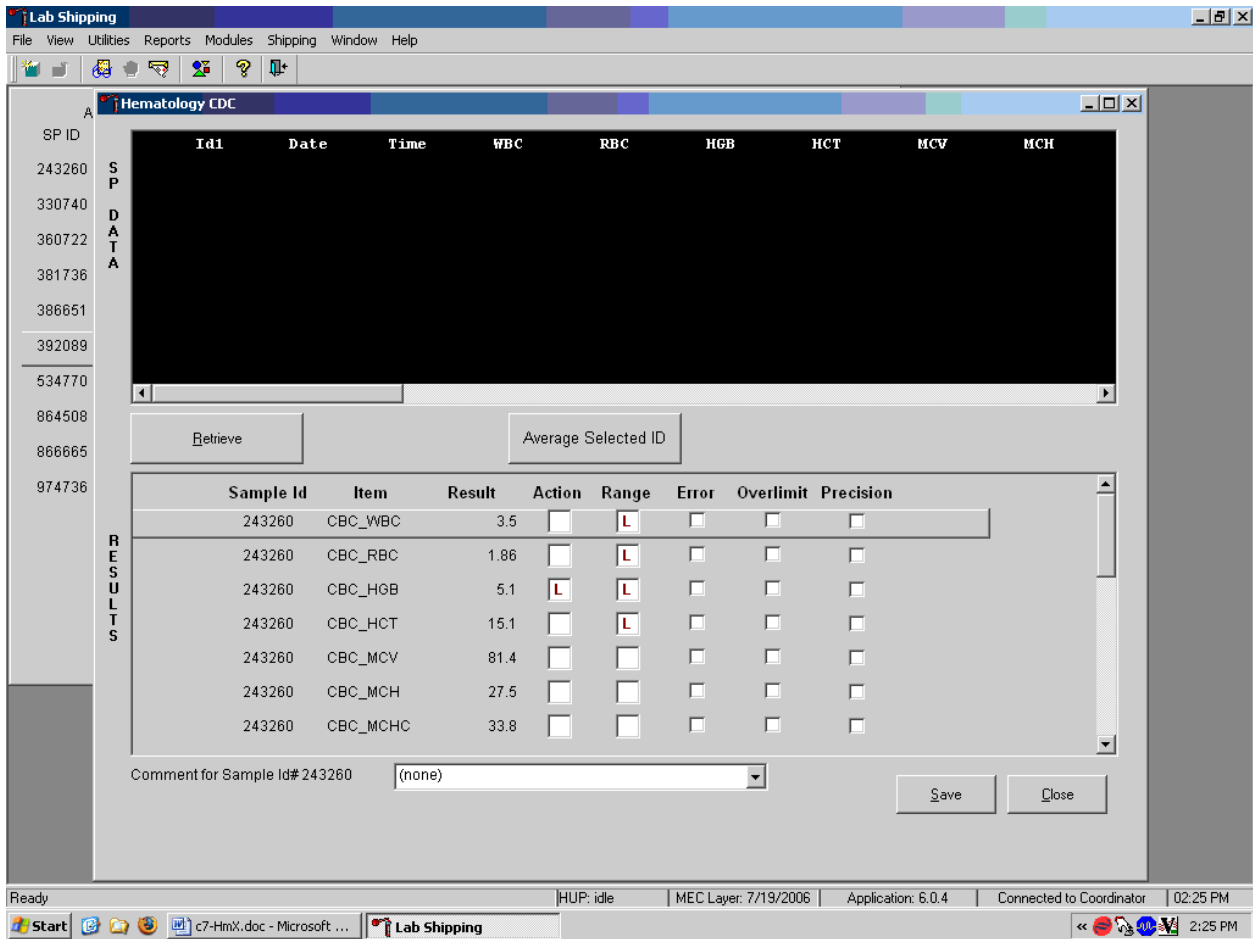 Lab Shipping
File View Utilities Reports Modules Shipping Window Help
Hematology CDC
A
SP ID
243260
330740
360722
381736
386651
392089
534770
864508
866665
974736
SP DATA
Id1 Date Time WBC RBC HGB HCT MCV MCH
Retrieve Average Selected ID
RESULTS
Sample Id Item Result Action Range Error Overlimit Precision
243260 CBC_WBC 3.5 L
243260 CBC_RBC 1.86 L
243260 CBC_HGB 5.1 L L
243260 CBC_HCT 15.1 L
243260 CBC_MCV 81.4
243260 CBC_MCH 27.5
243260 CBC_MCHC 33.8
Comment for Sample Id# 243260 (none)
Save Close
Ready HUP: idle MEC Layer: 7/19/2006 Application: 6.0.4 Connected to Coordinator 02:25 PM
Start c7-HmX.doc - Microsoft ... Lab Shipping « 2:25 PM